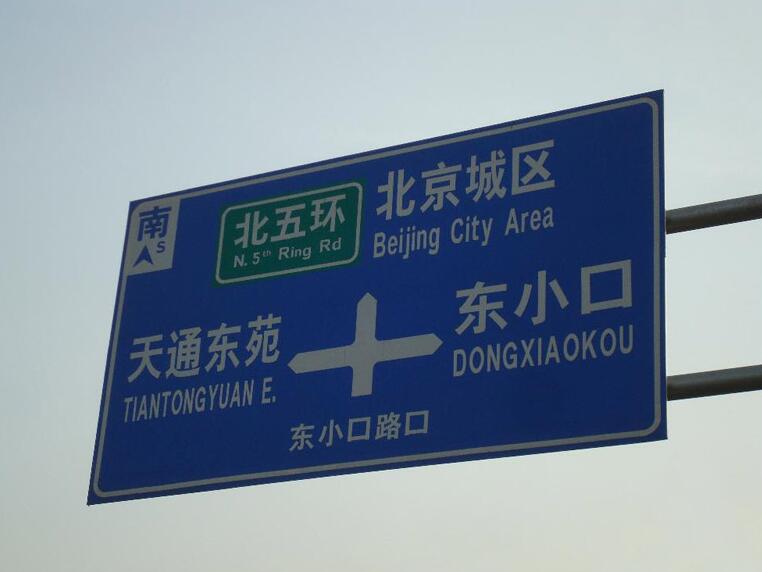 南
S
北五环
N. 5th Ring Rd
北京城区
Beijing City Area
天通东苑
TIANTONGYUAN E.
东小口
DONGXIAOKOU
东小口路口